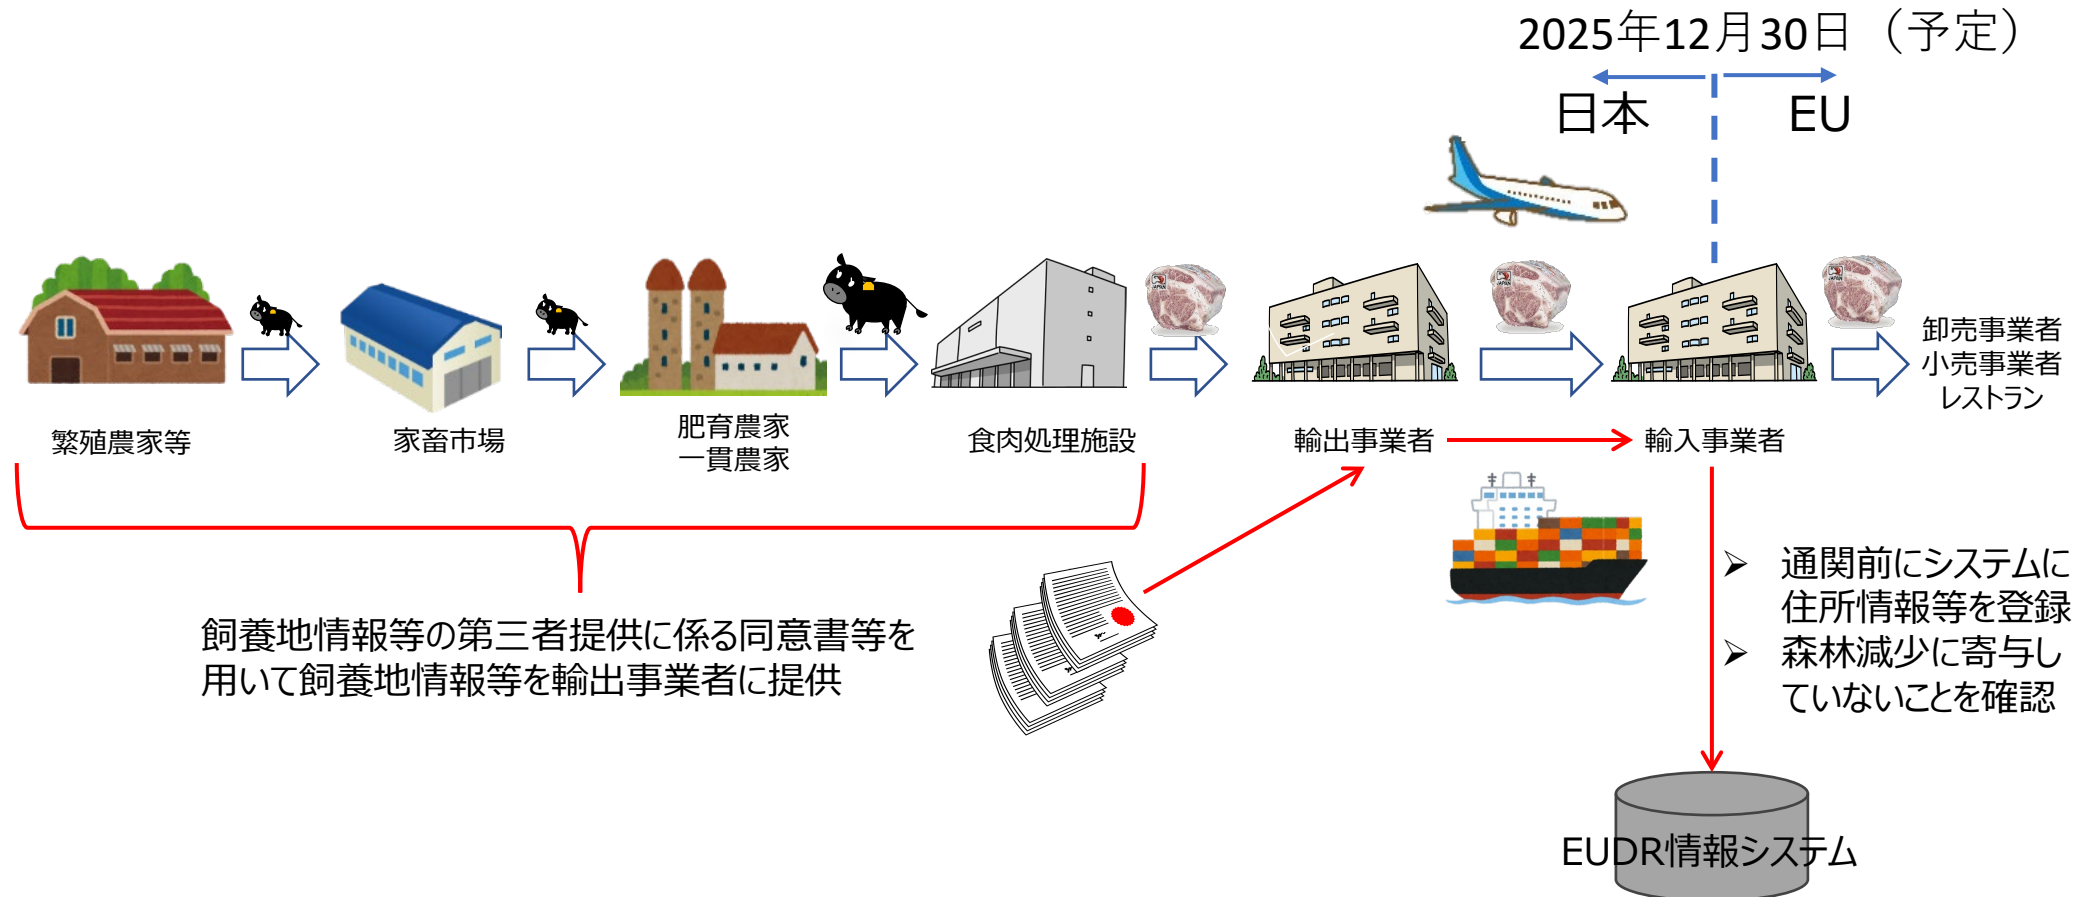 2025年12月30日（予定）
日本
EU
繁殖農家等
家畜市場
肥育農家
一貫農家
食肉処理施設
輸出事業者
輸入事業者
卸売事業者
小売事業者
レストラン
飼養地情報等の第三者提供に係る同意書等を
用いて飼養地情報等を輸出事業者に提供
➢ 通関前にシステムに
住所情報等を登録
➢ 森林減少に寄与し
ていないことを確認
EUDR情報システム
JAPAN
JAPAN
JAPAN